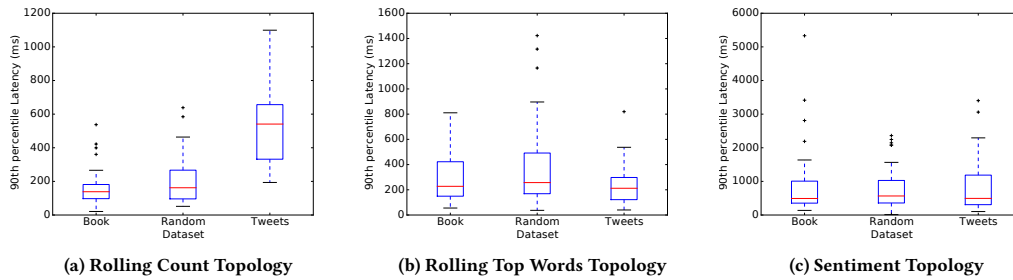 1200
1000
800
600
400
200
0
90th percentile Latency (ms)
Book Random Tweets
Dataset
(a) Rolling Count Topology
1600
1400
1200
1000
800
600
400
200
0
90th percentile Latency (ms)
Book Random Tweets
Dataset
(b) Rolling Top Words Topology
6000
5000
4000
3000
2000
1000
0
90th percentile Latency (ms)
Book Random Tweets
Dataset
(c) Sentiment Topology